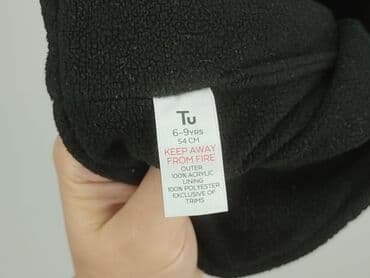 Tu
6-9YRS
54 CM
KEEP AWAY
FROM FIRE
OUTER
100% ACRYLIC
LINING
100% POLYESTER
EXCLUSIVE OF
TRIMS